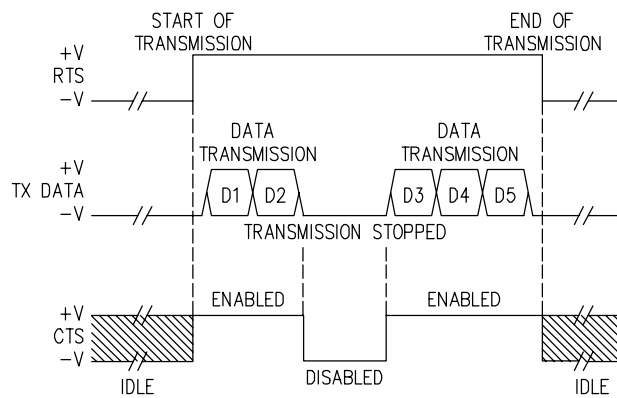 START OF
TRANSMISSION
END OF
TRANSMISSION
+V
RTS
-V
DATA
TRANSMISSION
DATA
TRANSMISSION
+V
TX DATA
-V
D1
D2
D3
D4
D5
TRANSMISSION STOPPED
ENABLED
ENABLED
+V
CTS
-V
IDLE
DISABLED
IDLE